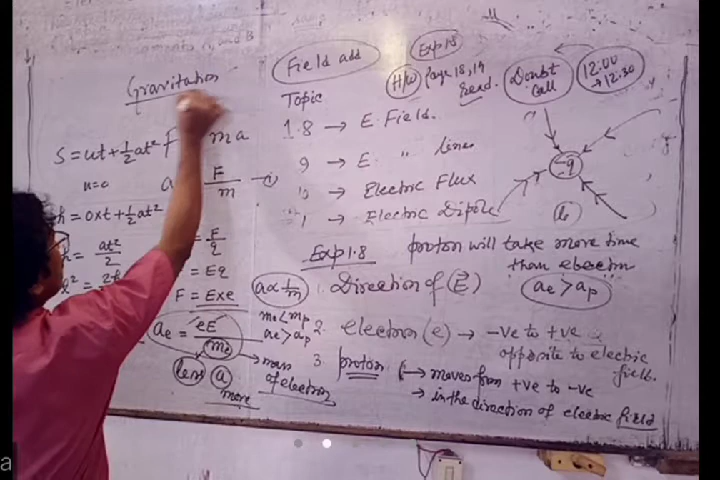 Gravitation
S = ut + ½at²
u=0
h = 0xt + ½at²
h = at²/2
F ma
a F/m — (i)
= F/q
= Eq
F = Exe
ae = eE/me
less a more
→ mass of electron
Field add
Exp 1.8
H/W Page 18, 19 Read.
Doubt Call
12:00 → 12:30
Topic
1.8 → E. Field.
9 → E. " lines
10 → Electric Flux
11 → Electric Dipole
-q
(b)
Exp 1.8 proton will take more time
than electron
a∝1/m
ae > ap
me < mp
ae > ap
1. Direction of (E⃗)
2. electron (e) → -ve to +ve
opposite to electric
field.
3. proton → moves from +ve to -ve
→ in the direction of electric field
a